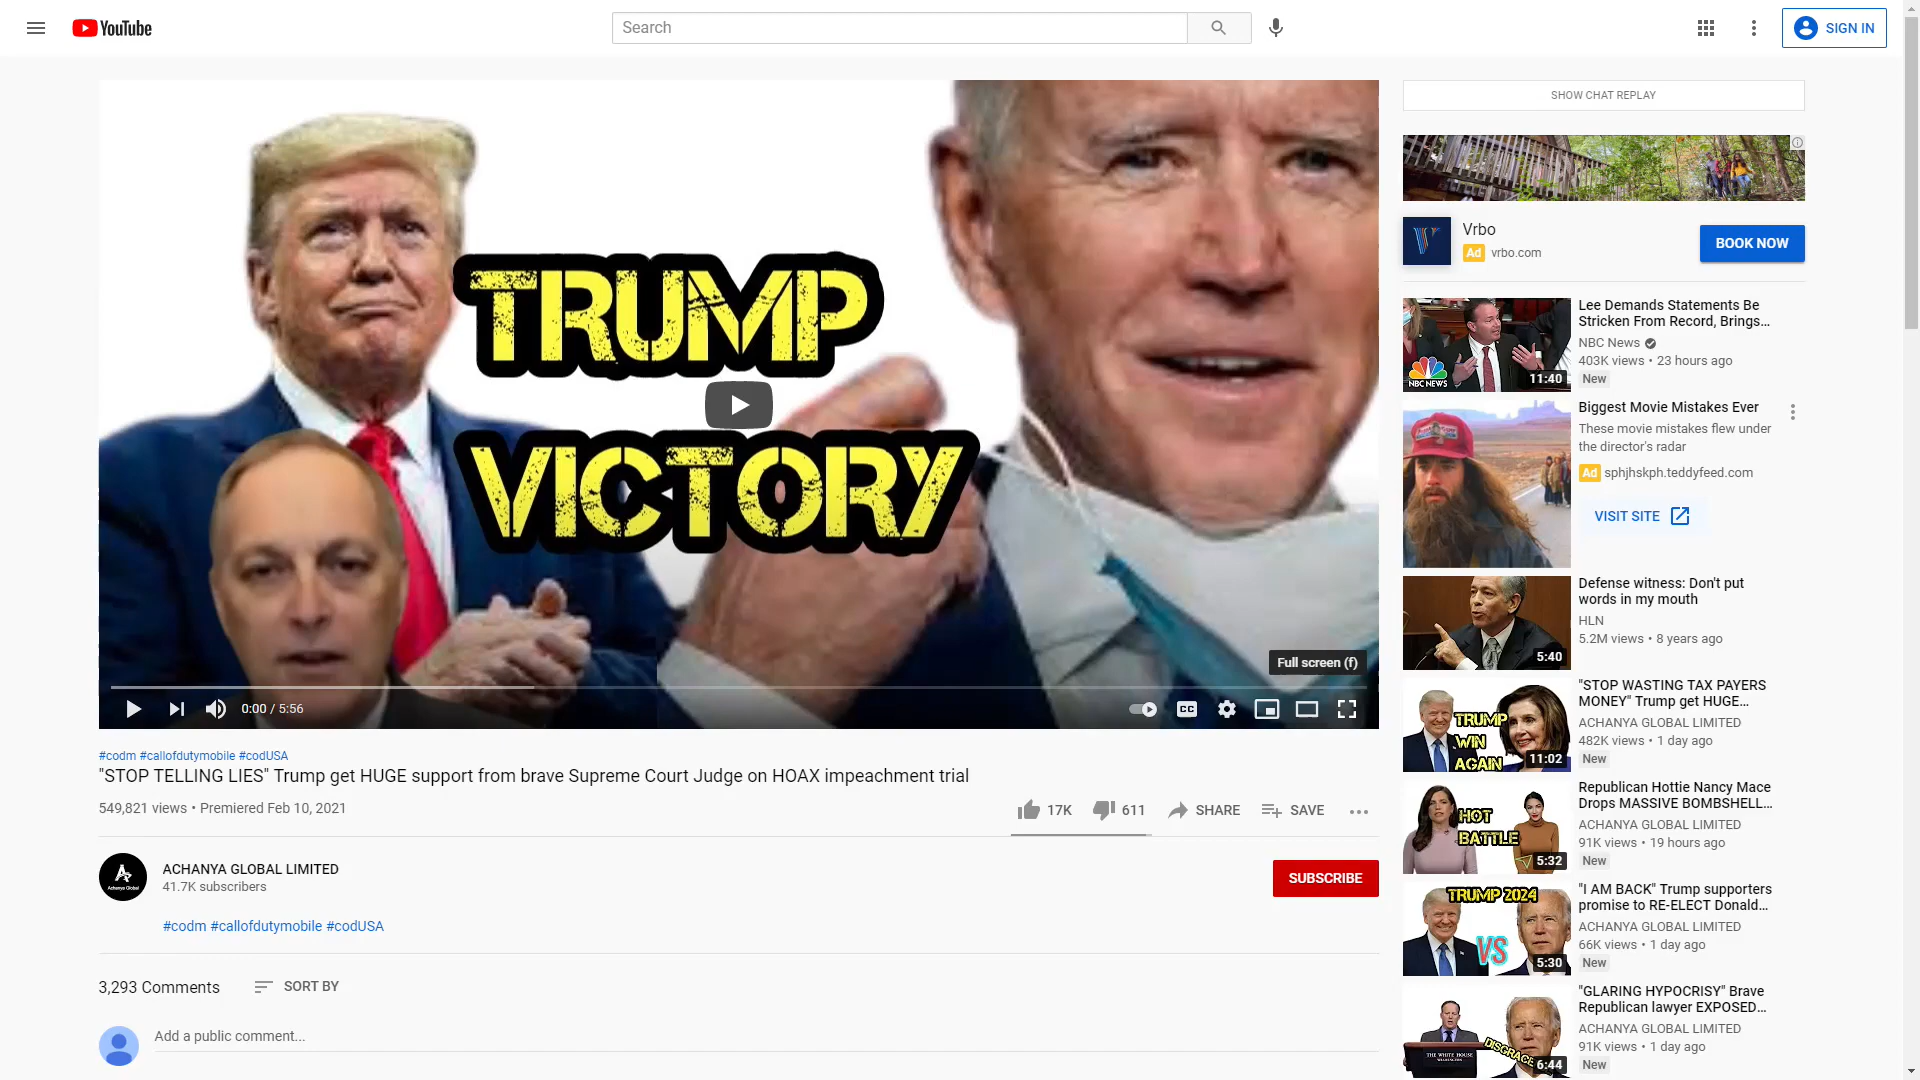 YouTube
Search
SIGN IN
TRUMP
VICTORY
Full screen (f)
0:00 / 5:56
CC
#codm #callofdutymobile #codUSA
"STOP TELLING LIES" Trump get HUGE support from brave Supreme Court Judge on HOAX impeachment trial
549,821 views • Premiered Feb 10, 2021
17K
611
SHARE
SAVE
Achanya Global
ACHANYA GLOBAL LIMITED
41.7K subscribers
SUBSCRIBE
#codm #callofdutymobile #codUSA
3,293 Comments
SORT BY
Add a public comment...
SHOW CHAT REPLAY
Vrbo
Ad vrbo.com
BOOK NOW
NBC NEWS
11:40
Lee Demands Statements Be
Stricken From Record, Brings...
NBC News
403K views • 23 hours ago
New
Biggest Movie Mistakes Ever
These movie mistakes flew under
the director's radar
Ad sphjhskph.teddyfeed.com
VISIT SITE
5:40
Defense witness: Don't put
words in my mouth
HLN
5.2M views • 8 years ago
TRUMP
WIN
AGAIN
11:02
"STOP WASTING TAX PAYERS
MONEY" Trump get HUGE...
ACHANYA GLOBAL LIMITED
482K views • 1 day ago
New
HOT
BATTLE
5:32
Republican Hottie Nancy Mace
Drops MASSIVE BOMBSHELL...
ACHANYA GLOBAL LIMITED
91K views • 19 hours ago
New
TRUMP 2024
VS
5:30
"I AM BACK" Trump supporters
promise to RE-ELECT Donald...
ACHANYA GLOBAL LIMITED
66K views • 1 day ago
New
THE WHITE HOUSE
WASHINGTON
DISGRACE
6:44
"GLARING HYPOCRISY" Brave
Republican lawyer EXPOSED...
ACHANYA GLOBAL LIMITED
91K views • 1 day ago
New